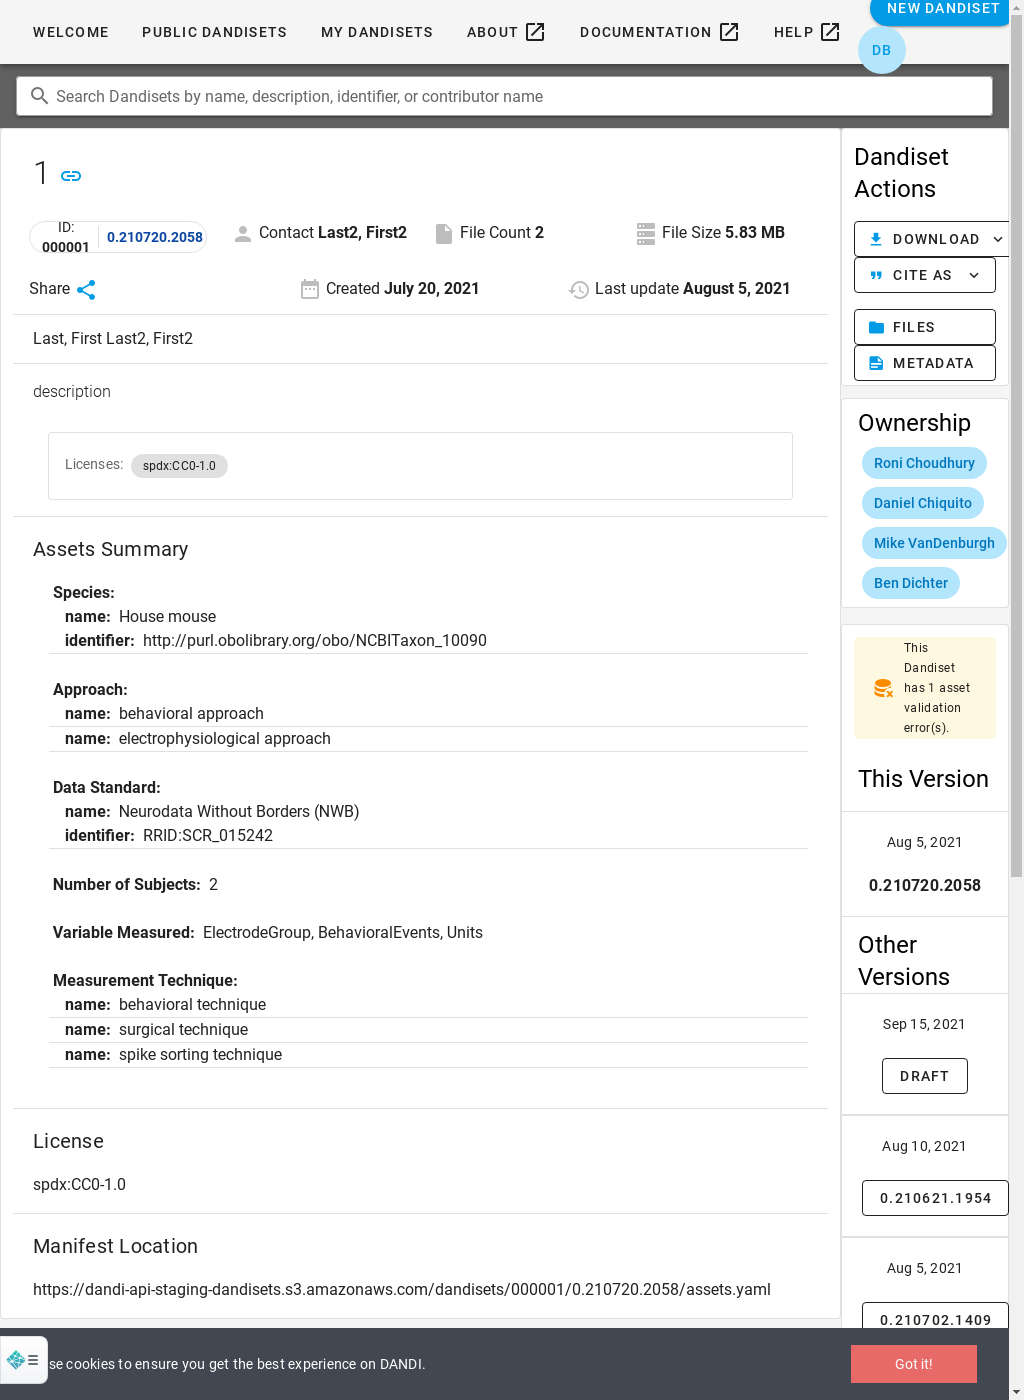 WELCOME PUBLIC DANDISETS MY DANDISETS ABOUT DOCUMENTATION HELP NEW DANDISET
DB
Search Dandisets by name, description, identifier, or contributor name
1
ID: 000001 0.210720.2058 Contact Last2, First2 File Count 2 File Size 5.83 MB
Share Created July 20, 2021 Last update August 5, 2021
Last, First Last2, First2
description
Licenses: spdx:CC0-1.0
Assets Summary
Species:
name: House mouse
identifier: http://purl.obolibrary.org/obo/NCBITaxon_10090
Approach:
name: behavioral approach
name: electrophysiological approach
Data Standard:
name: Neurodata Without Borders (NWB)
identifier: RRID:SCR_015242
Number of Subjects: 2
Variable Measured: ElectrodeGroup, BehavioralEvents, Units
Measurement Technique:
name: behavioral technique
name: surgical technique
name: spike sorting technique
License
spdx:CC0-1.0
Manifest Location
https://dandi-api-staging-dandisets.s3.amazonaws.com/dandisets/000001/0.210720.2058/assets.yaml
Dandiset
Actions
DOWNLOAD
CITE AS
FILES
METADATA
Ownership
Roni Choudhury
Daniel Chiquito
Mike VanDenburgh
Ben Dichter
This
Dandiset
has 1 asset
validation
error(s).
This Version
Aug 5, 2021
0.210720.2058
Other
Versions
Sep 15, 2021
DRAFT
Aug 10, 2021
0.210621.1954
Aug 5, 2021
0.210702.1409
se cookies to ensure you get the best experience on DANDI. Got it!